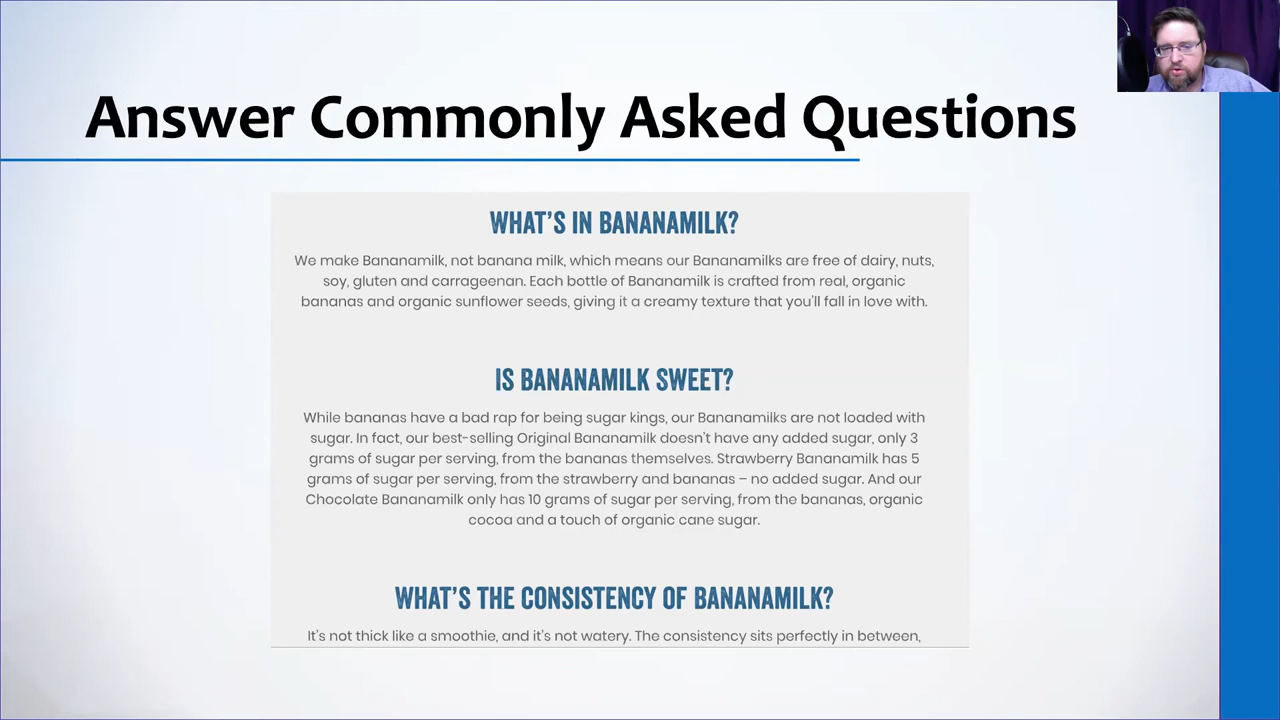 Answer Commonly Asked Questions
WHAT'S IN BANANAMILK?
We make Bananamilk, not banana milk, which means our Bananamilks are free of dairy, nuts,
soy, gluten and carrageenan. Each bottle of Bananamilk is crafted from real, organic
bananas and organic sunflower seeds, giving it a creamy texture that you'll fall in love with.
IS BANANAMILK SWEET?
While bananas have a bad rap for being sugar kings, our Bananamilks are not loaded with
sugar. In fact, our best-selling Original Bananamilk doesn't have any added sugar, only 3
grams of sugar per serving, from the bananas themselves. Strawberry Bananamilk has 5
grams of sugar per serving, from the strawberry and bananas – no added sugar. And our
Chocolate Bananamilk only has 10 grams of sugar per serving, from the bananas, organic
cocoa and a touch of organic cane sugar.
WHAT'S THE CONSISTENCY OF BANANAMILK?
It's not thick like a smoothie, and it's not watery. The consistency sits perfectly in between,